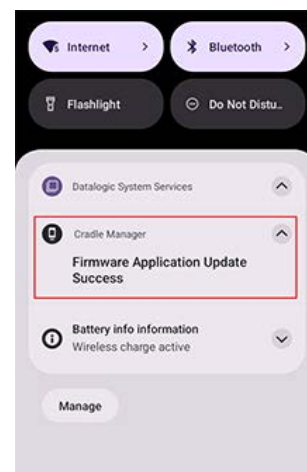 Internet
Bluetooth
Flashlight
Do Not Distu..
Datalogic System Services
Cradle Manager
Firmware Application Update
Success
Battery info information
Wireless charge active
Manage